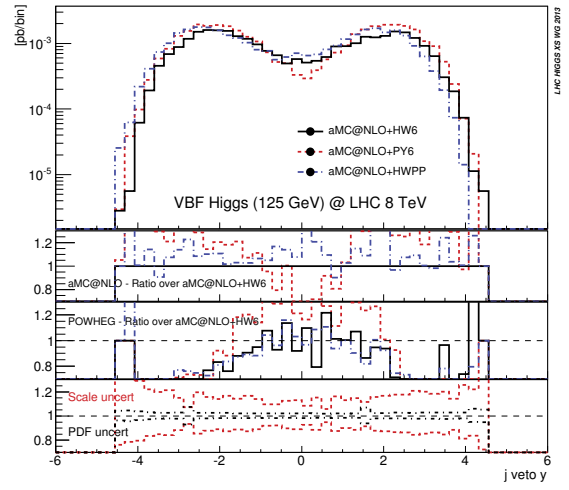 [pb/bin]
LHC HIGGS XS WG 2013
10⁻³
10⁻⁴
10⁻⁵
aMC@NLO+HW6
aMC@NLO+PY6
aMC@NLO+HWPP
VBF Higgs (125 GeV) @ LHC 8 TeV
1.2
1
0.8
aMC@NLO - Ratio over aMC@NLO+HW6
POWHEG - Ratio over aMC@NLO+HW6
1.2
1
0.8
Scale uncert
1.2
1
PDF uncert
0.8
-6 -4 -2 0 2 4 6
j veto y